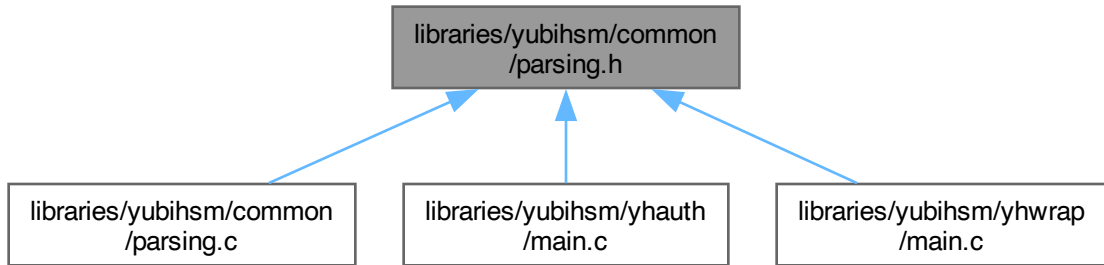 libraries/yubihsm/common
/parsing.h
libraries/yubihsm/common
/parsing.c
libraries/yubihsm/yhauth
/main.c
libraries/yubihsm/yhwrap
/main.c